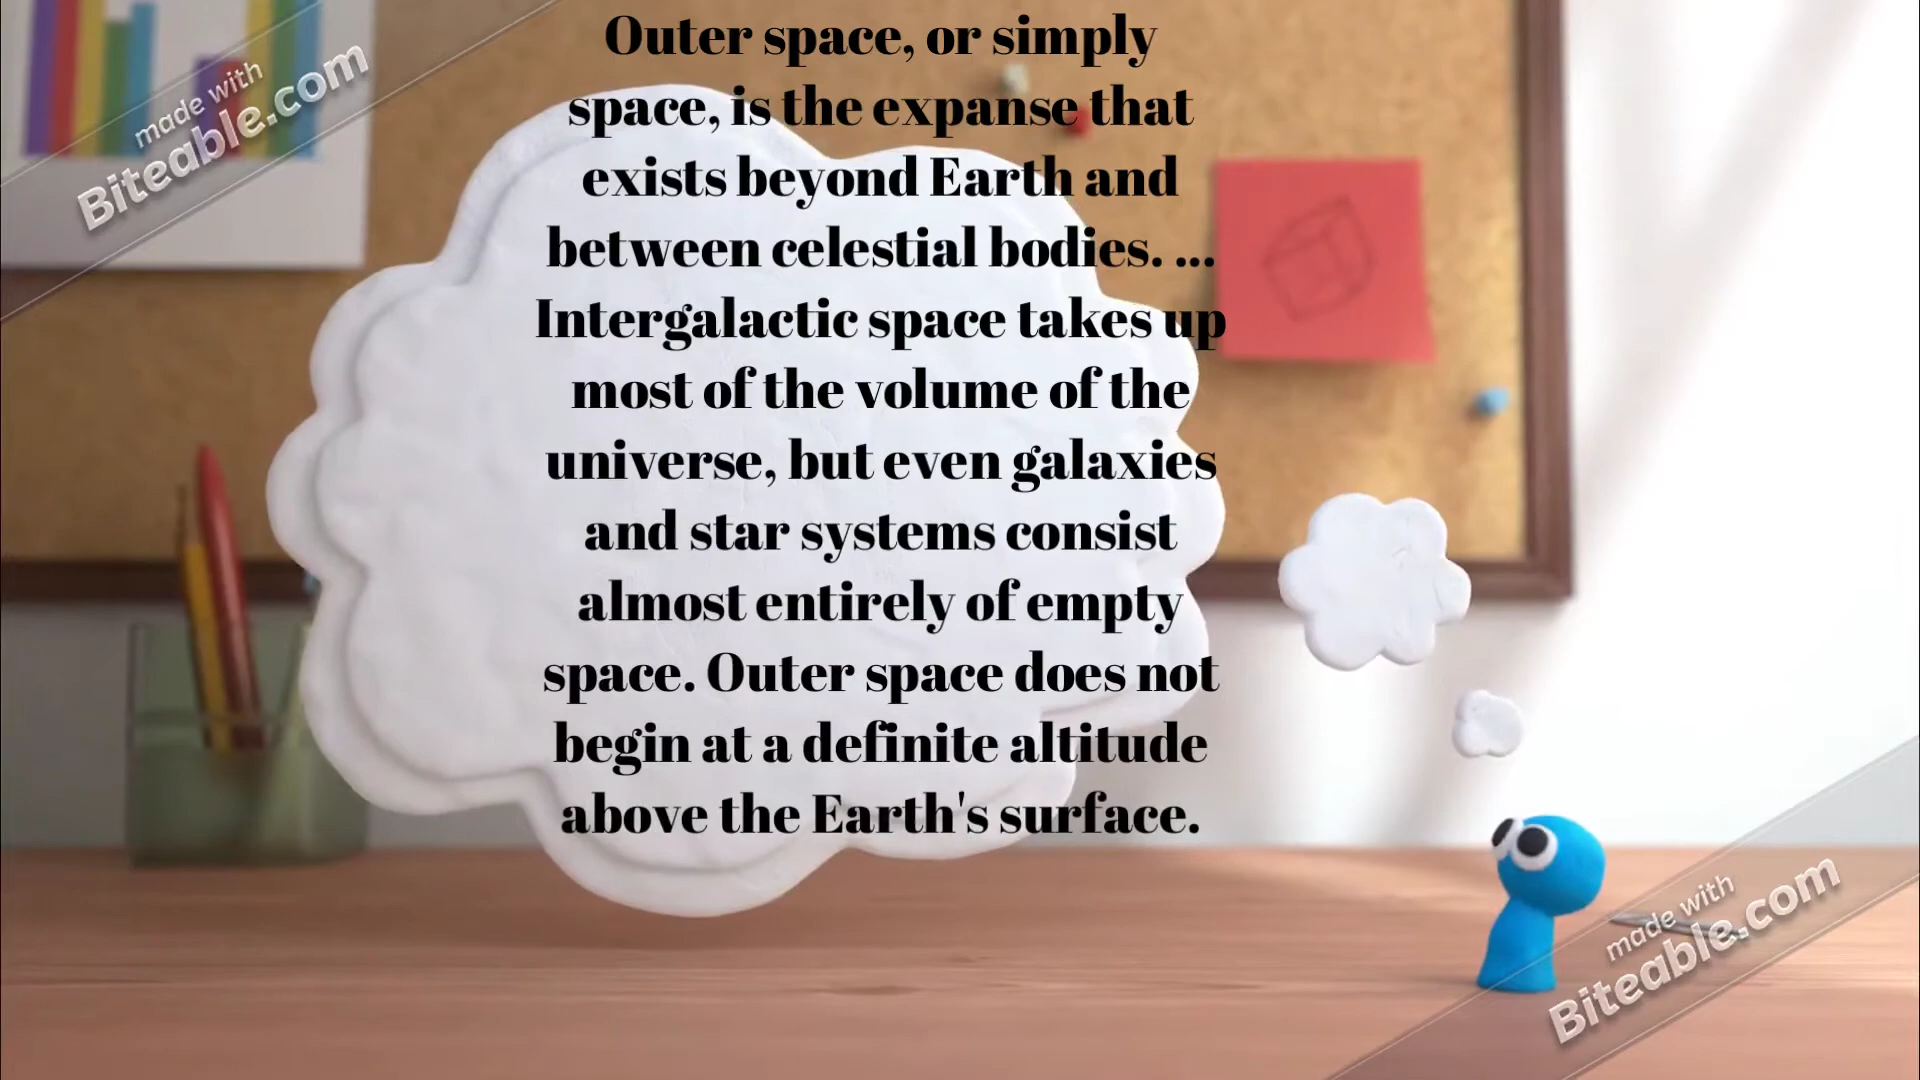 made with
Biteable.com
Outer space, or simply
space, is the expanse that
exists beyond Earth and
between celestial bodies. ...
Intergalactic space takes up
most of the volume of the
universe, but even galaxies
and star systems consist
almost entirely of empty
space. Outer space does not
begin at a definite altitude
above the Earth's surface.
made with
Biteable.com